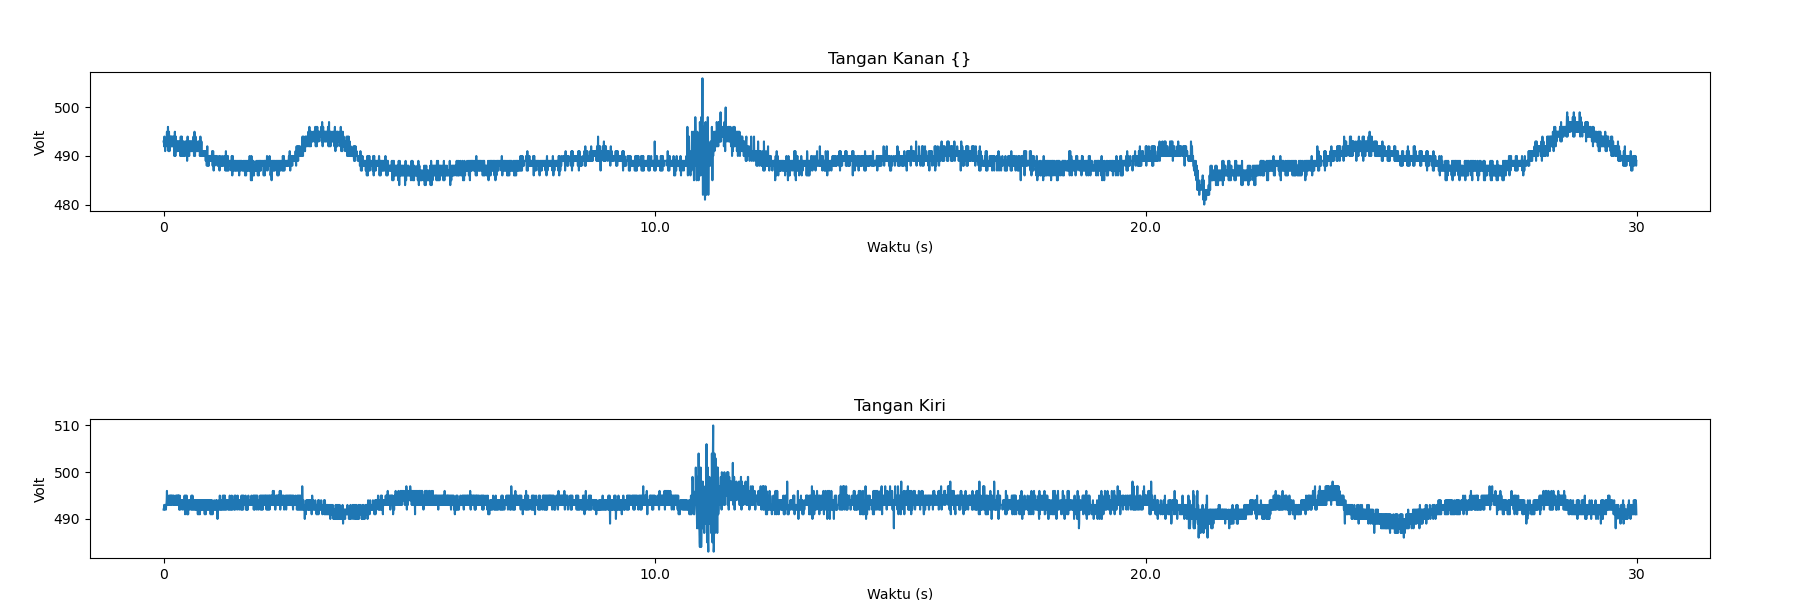 Tangan Kanan {}
Volt
500
490
480
0 10.0 20.0 30
Waktu (s)
Tangan Kiri
Volt
510
500
490
0 10.0 20.0 30
Waktu (s)